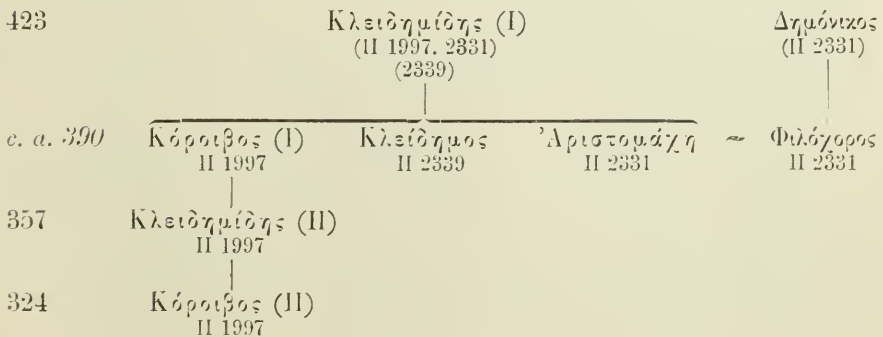 423 Κλειδημίδης (I) Δημόνικος
(II 1997. 2331) (II 2331)
(2339)
c. a. 390 Κόροιβος (I) Κλείδημος Ἀριστομάχη ~ Φιλόχορος
II 1997 II 2339 II 2331 II 2331
357 Κλειδημίδης (II)
II 1997
324 Κόροιβος (II)
II 1997